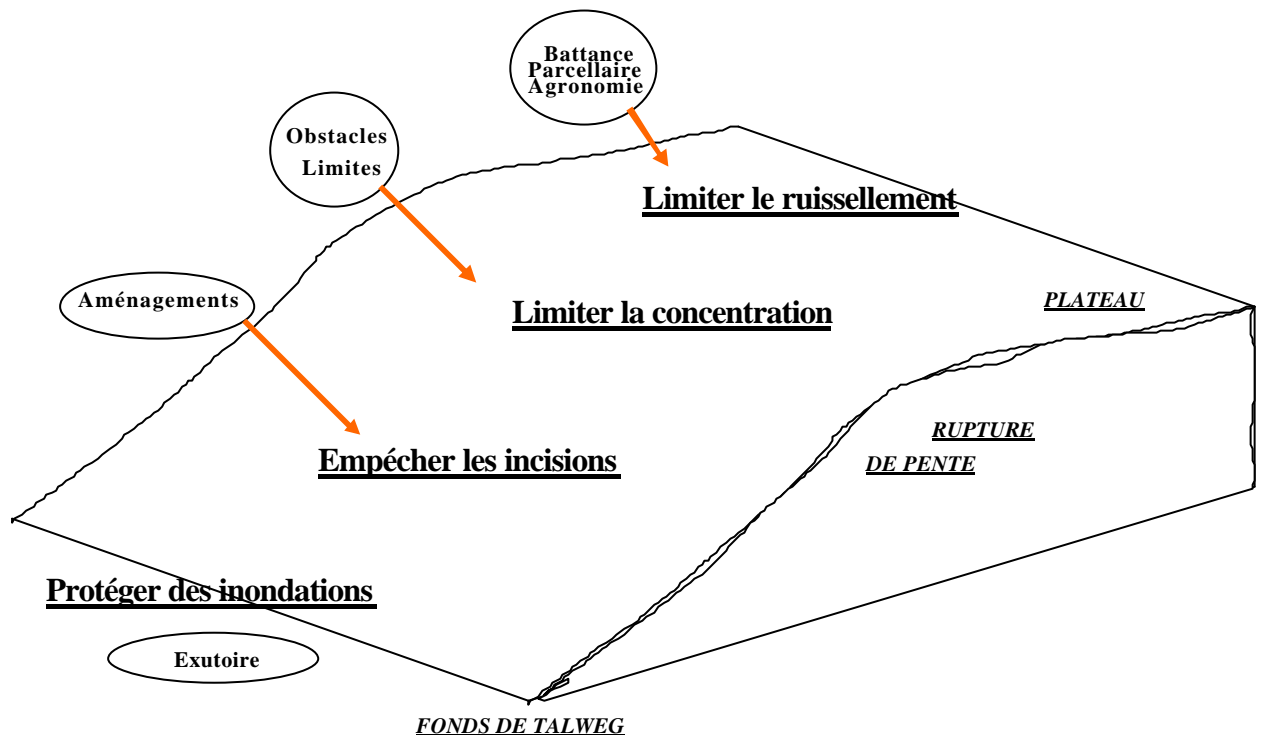 Battance
Parcellaire
Agronomie
Obstacles
Limites
Limiter le ruissellement
Aménagements
Limiter la concentration
PLATEAU
RUPTURE
DE PENTE
Empécher les incisions
Protéger des inondations
Exutoire
FONDS DE TALWEG